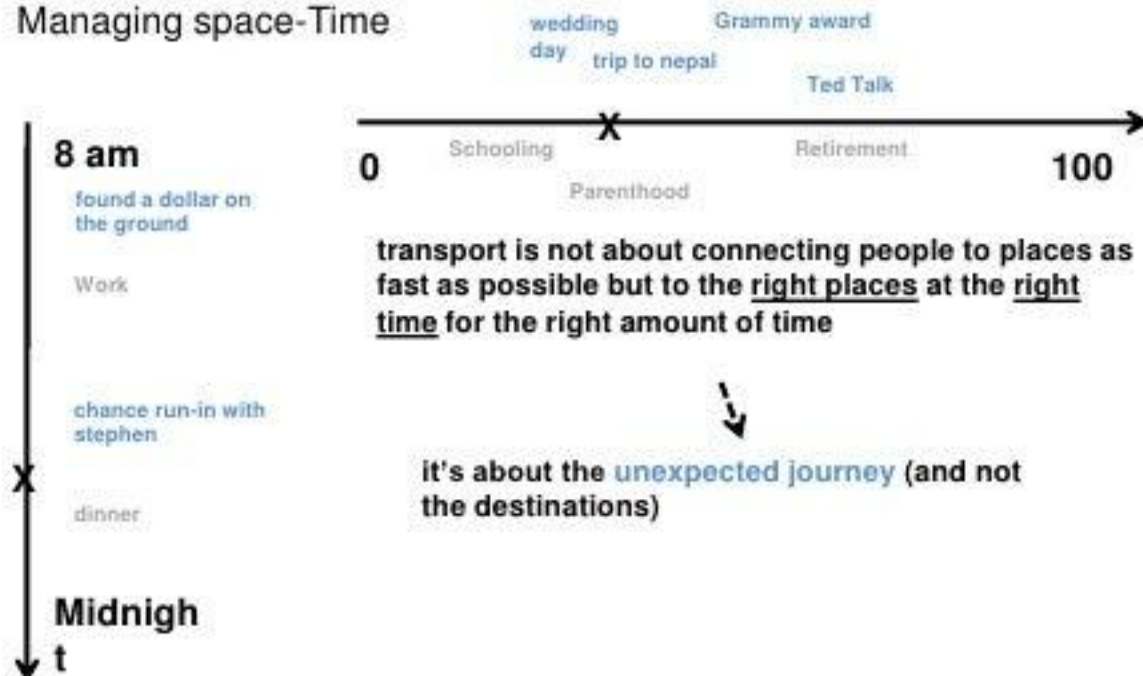 Managing space-Time
wedding
day
trip to nepal
Grammy award
Ted Talk
X
Schooling
Retirement
0
100
Parenthood
8 am
found a dollar on
the ground
Work
chance run-in with
stephen
X
dinner
Midnigh
t
transport is not about connecting people to places as
fast as possible but to the right places at the right
time for the right amount of time
it's about the unexpected journey (and not
the destinations)